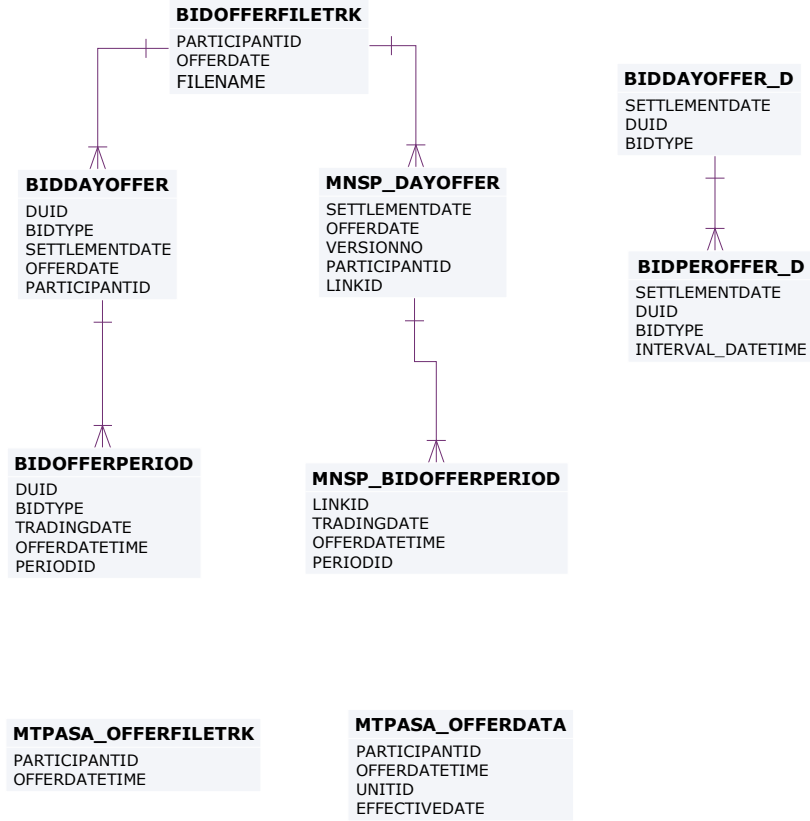 BIDOFFERFILETRK
PARTICIPANTID
OFFERDATE
FILENAME
BIDDAYOFFER_D
SETTLEMENTDATE
DUID
BIDTYPE
BIDDAYOFFER
DUID
BIDTYPE
SETTLEMENTDATE
OFFERDATE
PARTICIPANTID
MNSP_DAYOFFER
SETTLEMENTDATE
OFFERDATE
VERSIONNO
PARTICIPANTID
LINKID
BIDPEROFFER_D
SETTLEMENTDATE
DUID
BIDTYPE
INTERVAL_DATETIME
BIDOFFERPERIOD
DUID
BIDTYPE
TRADINGDATE
OFFERDATETIME
PERIODID
MNSP_BIDOFFERPERIOD
LINKID
TRADINGDATE
OFFERDATETIME
PERIODID
MTPASA_OFFERFILETRK
PARTICIPANTID
OFFERDATETIME
MTPASA_OFFERDATA
PARTICIPANTID
OFFERDATETIME
UNITID
EFFECTIVEDATE